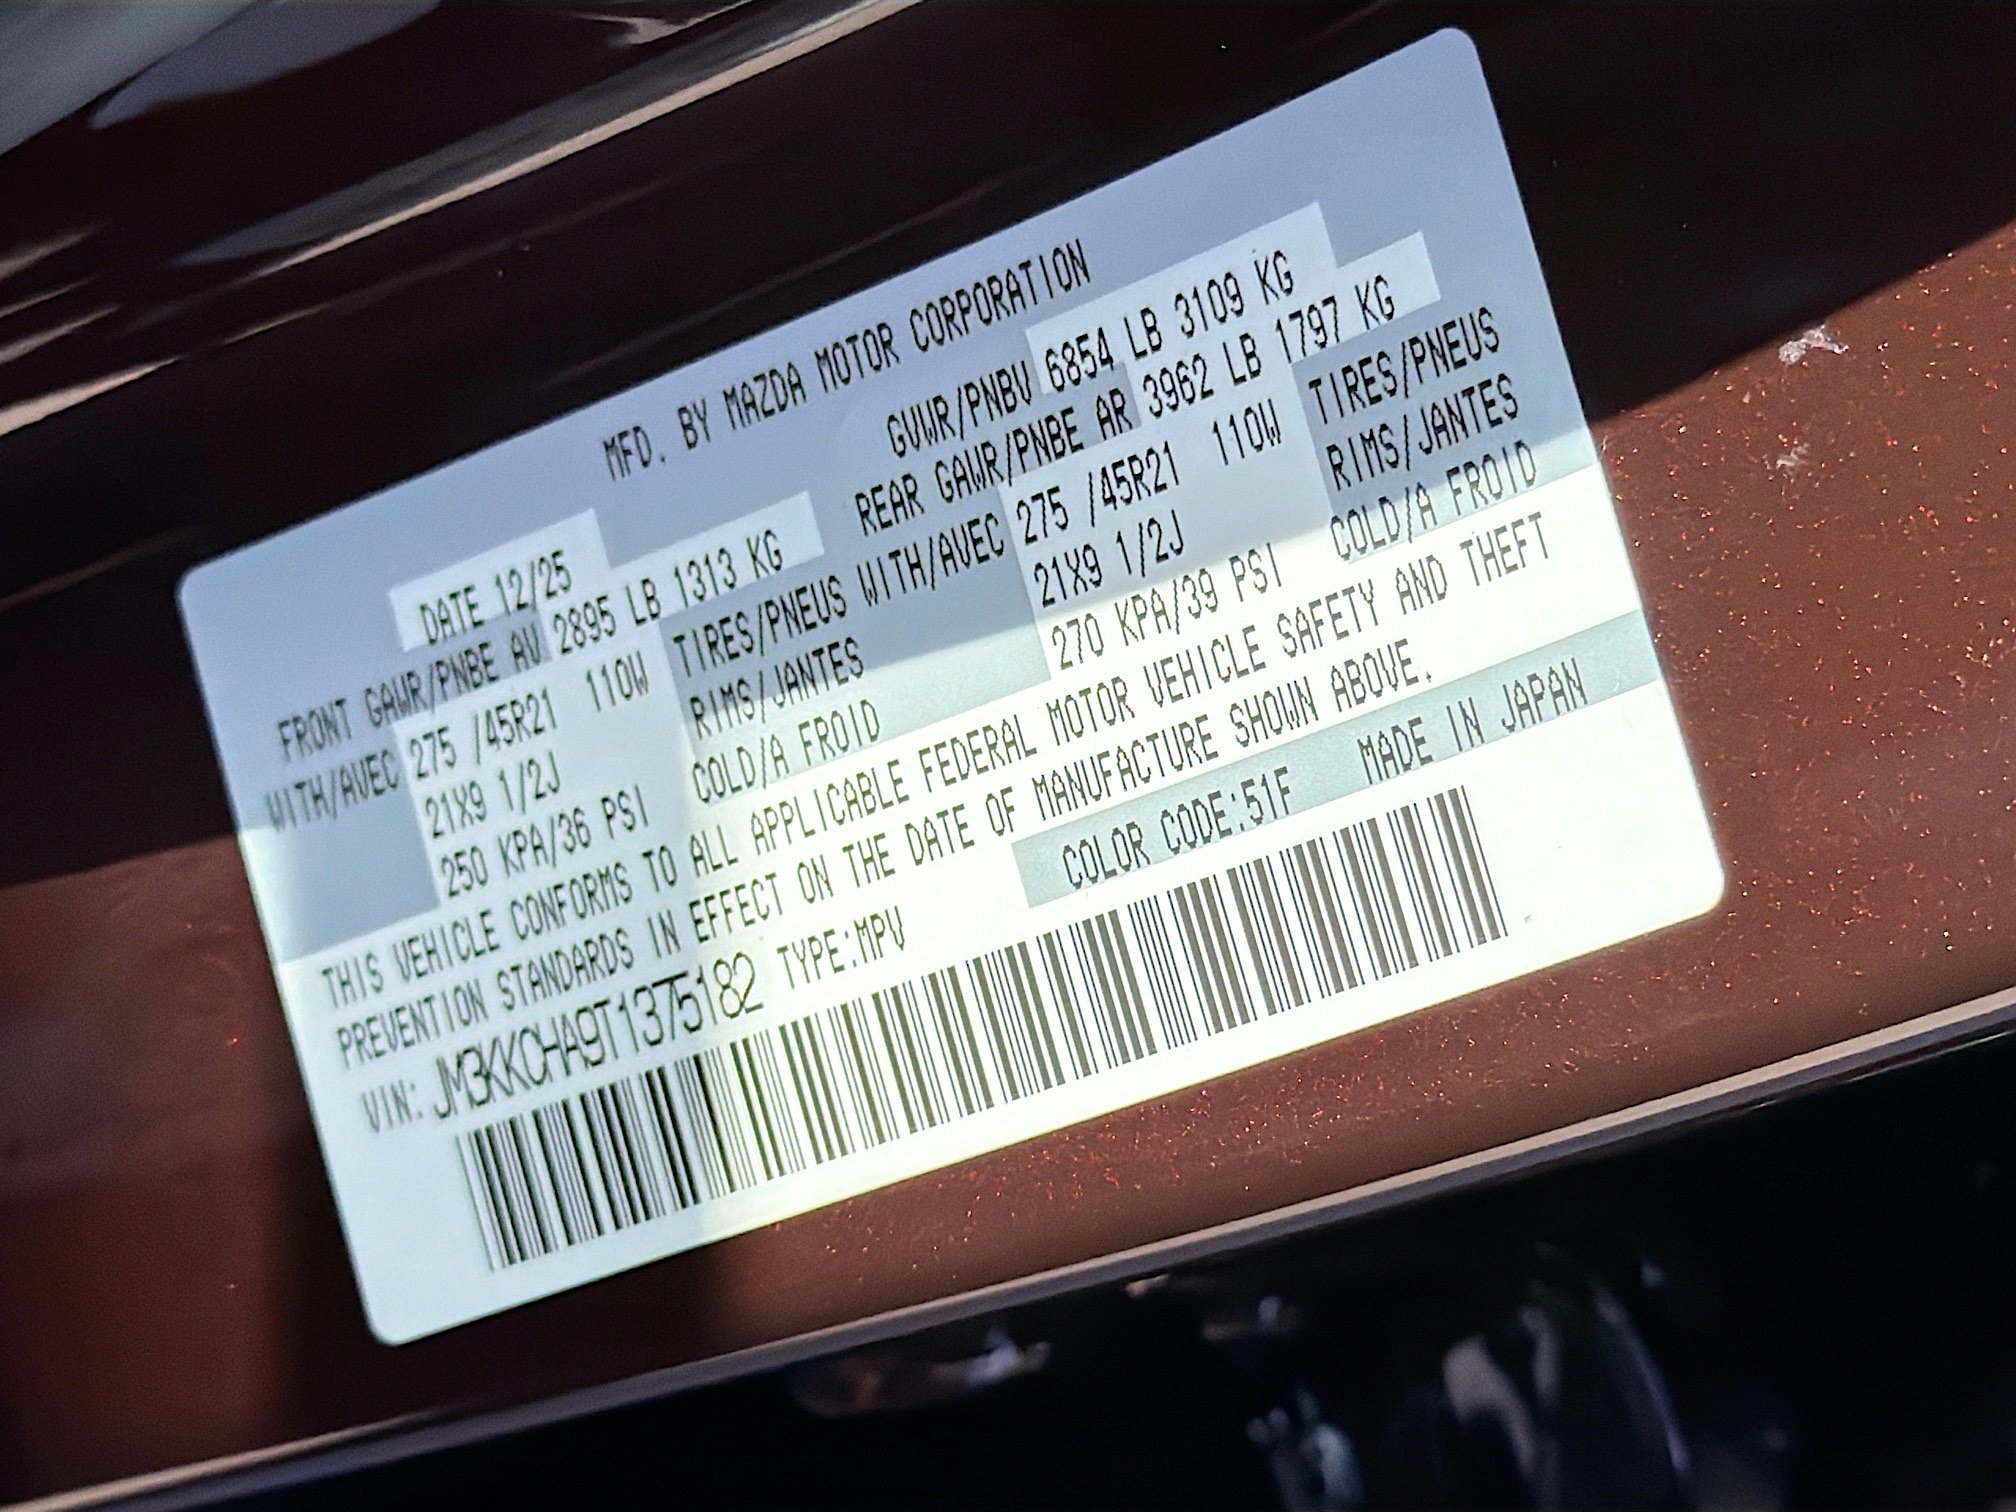 MFD. BY MAZDA MOTOR CORPORATION
DATE 12/25 GVWR/PNBV 6854 LB 3109 KG
FRONT GAWR/PNBE AV 2895 LB 1313 KG REAR GAWR/PNBE AR 3962 LB 1797 KG
WITH/AVEC 275 /45R21 110W TIRES/PNEUS WITH/AVEC 275 /45R21 110W TIRES/PNEUS
21X9 1/2J RIMS/JANTES 21X9 1/2J RIMS/JANTES
250 KPA/36 PSI COLD/A FROID 270 KPA/39 PSI COLD/A FROID
THIS VEHICLE CONFORMS TO ALL APPLICABLE FEDERAL MOTOR VEHICLE SAFETY AND THEFT
PREVENTION STANDARDS IN EFFECT ON THE DATE OF MANUFACTURE SHOWN ABOVE.
VIN: JM3KKCHA9T1375182 TYPE:MPV COLOR CODE:51F MADE IN JAPAN